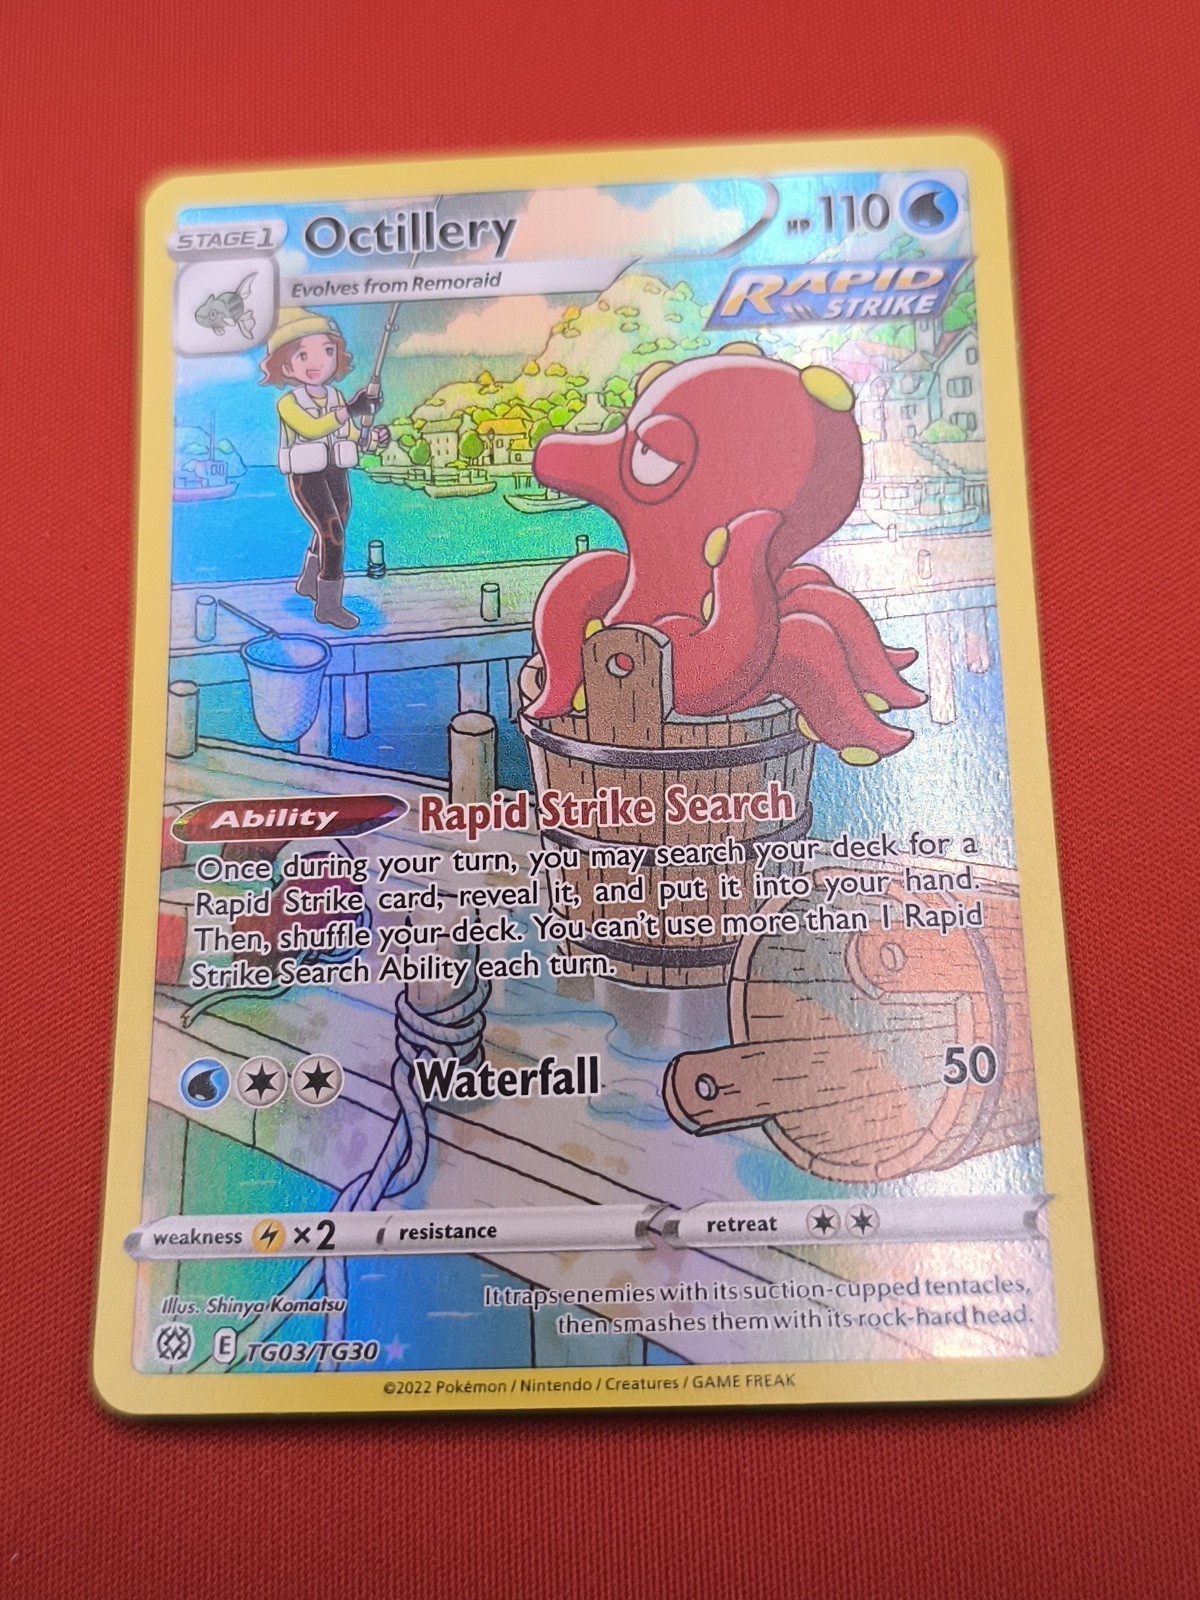 STAGE 1 Octillery HP 110
Evolves from Remoraid
RAPID
STRIKE
Ability Rapid Strike Search
Once during your turn, you may search your deck for a
Rapid Strike card, reveal it, and put it into your hand.
Then, shuffle your deck. You can't use more than 1 Rapid
Strike Search Ability each turn.
Waterfall 50
weakness ×2 resistance retreat
Illus. Shinya Komatsu
It traps enemies with its suction-cupped tentacles,
then smashes them with its rock-hard head.
E TG03/TG30
©2022 Pokémon / Nintendo / Creatures / GAME FREAK